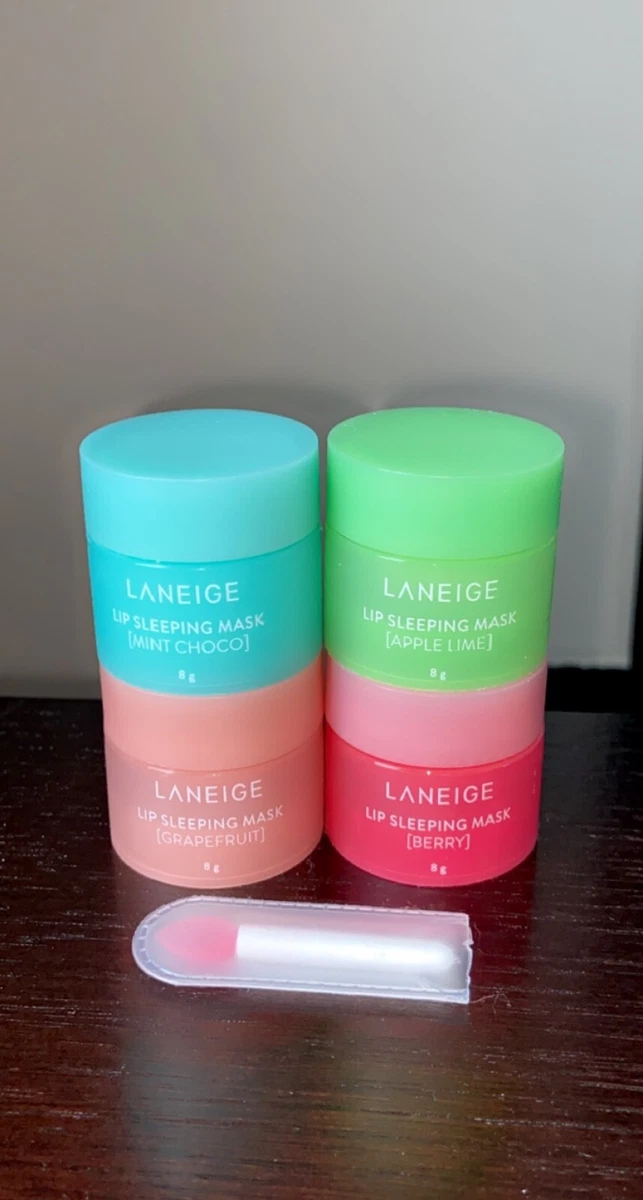 LANEIGE
LIP SLEEPING MASK
[MINT CHOCO]
8 g
LANEIGE
LIP SLEEPING MASK
[APPLE LIME]
8 g
LANEIGE
LIP SLEEPING MASK
[GRAPEFRUIT]
8 g
LANEIGE
LIP SLEEPING MASK
[BERRY]
8 g